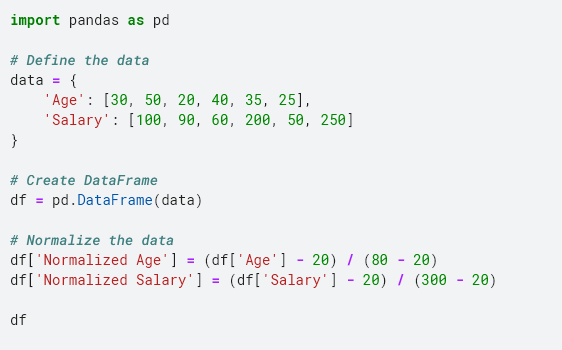 import pandas as pd
# Define the data
data = {
    'Age': [30, 50, 20, 40, 35, 25],
    'Salary': [100, 90, 60, 200, 50, 250]
}
# Create DataFrame
df = pd.DataFrame(data)
# Normalize the data
df['Normalized Age'] = (df['Age'] - 20) / (80 - 20)
df['Normalized Salary'] = (df['Salary'] - 20) / (300 - 20)
df